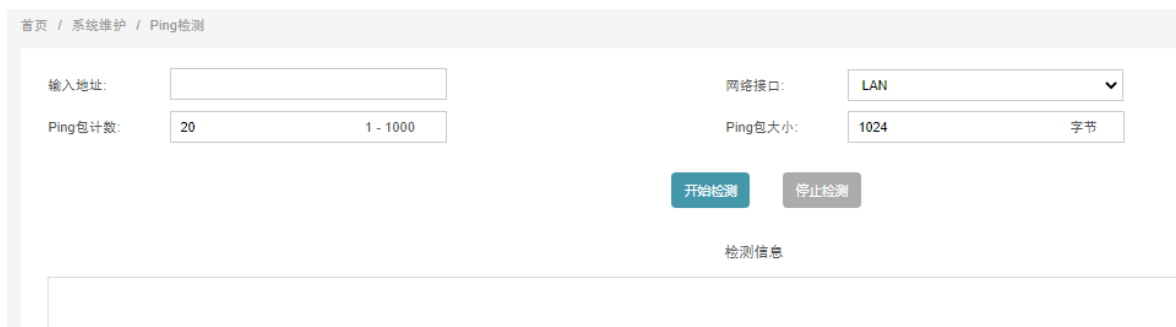 首页 / 系统维护 / Ping检测
输入地址: 网络接口: LAN
Ping包计数: 20 1 - 1000 Ping包大小: 1024 字节
开始检测 停止检测
检测信息